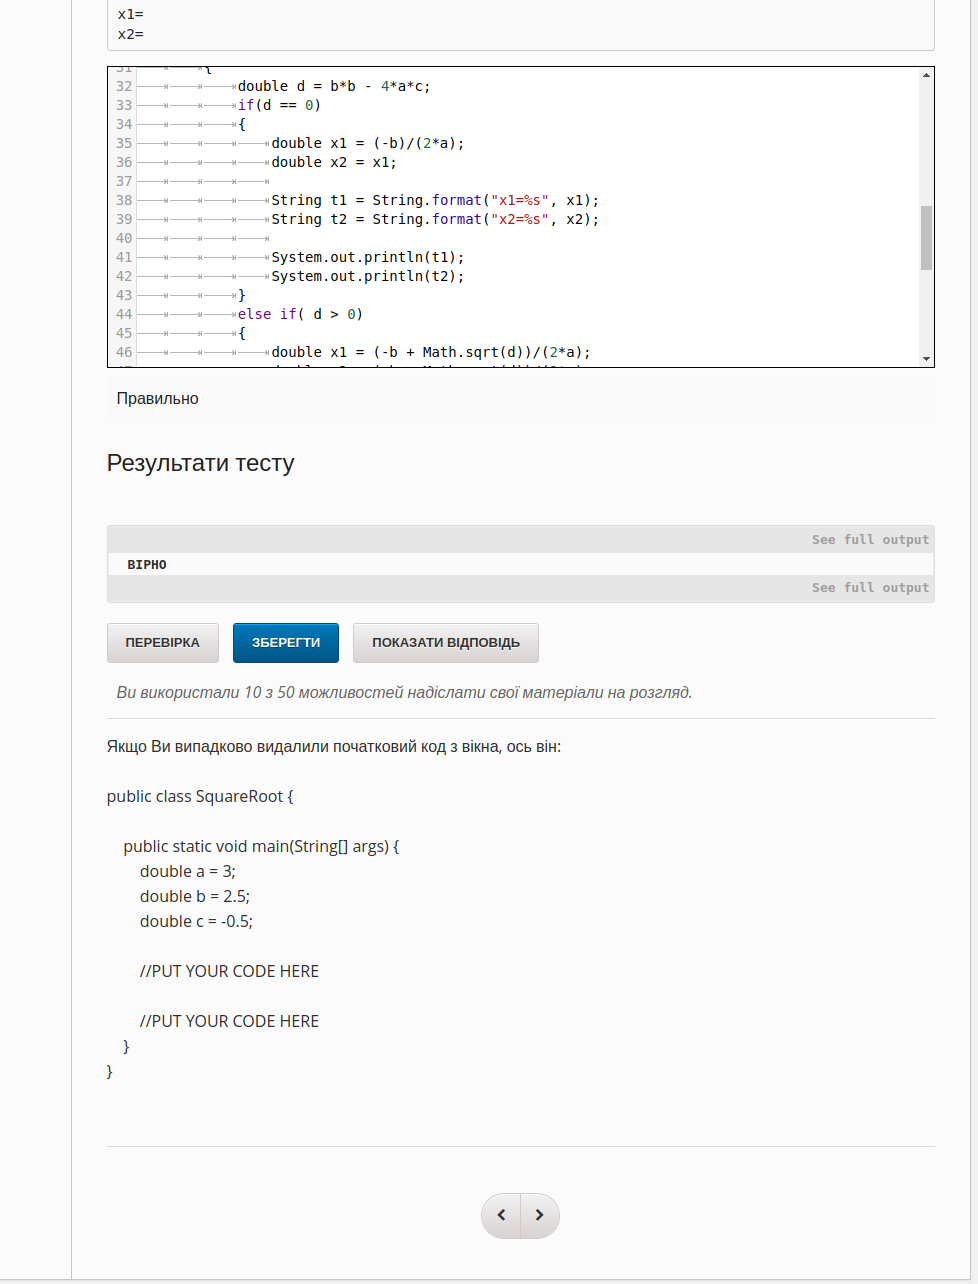 x1=
x2=
31 {
32 double d = b*b - 4*a*c;
33 if(d == 0)
34 {
35 double x1 = (-b)/(2*a);
36 double x2 = x1;
37
38 String t1 = String.format("x1=%s", x1);
39 String t2 = String.format("x2=%s", x2);
40
41 System.out.println(t1);
42 System.out.println(t2);
43 }
44 else if( d > 0)
45 {
46 double x1 = (-b + Math.sqrt(d))/(2*a);
Правильно
Результати тесту
See full output
ВІРНО
See full output
ПЕРЕВІРКА ЗБЕРЕГТИ ПОКАЗАТИ ВІДПОВІДЬ
Ви використали 10 з 50 можливостей надіслати свої матеріали на розгляд.
Якщо Ви випадково видалили початковий код з вікна, ось він:
public class SquareRoot {
public static void main(String[] args) {
double a = 3;
double b = 2.5;
double c = -0.5;
//PUT YOUR CODE HERE
//PUT YOUR CODE HERE
}
}